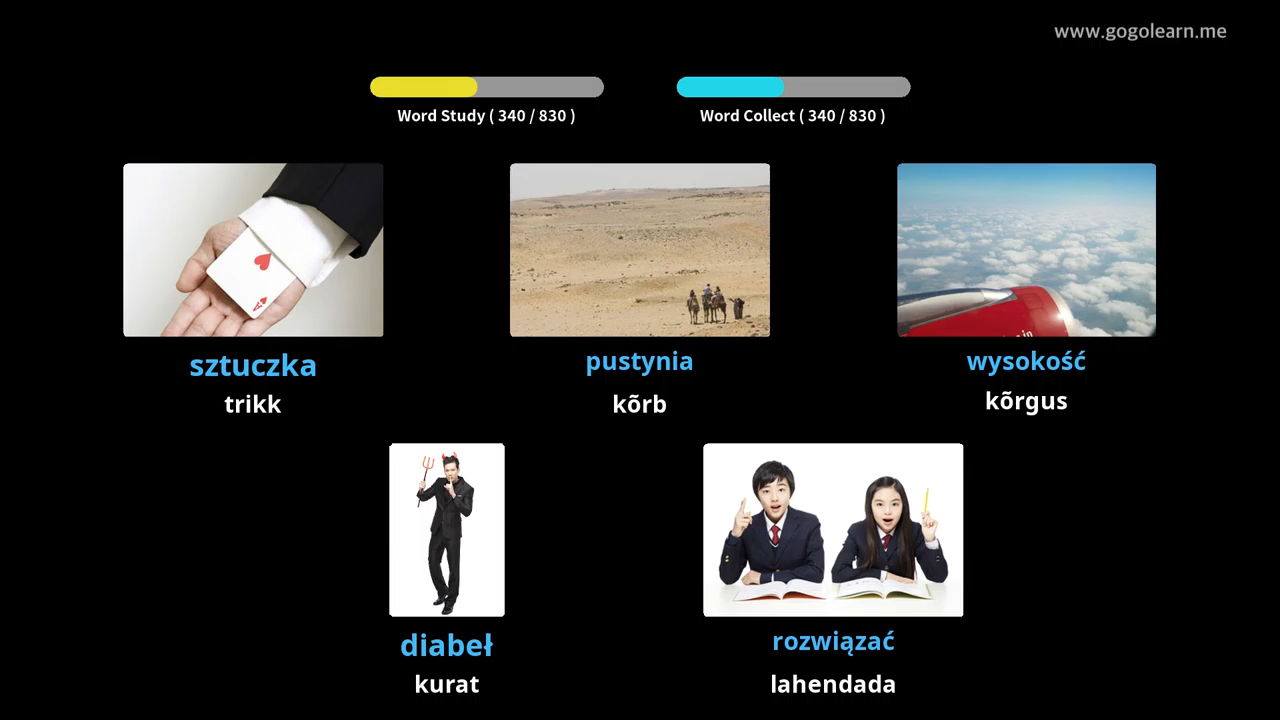 www.gogolearn.me
Word Study ( 340 / 830 )
Word Collect ( 340 / 830 )
sztuczka
trikk
pustynia
kõrb
wysokość
kõrgus
diabeł
kurat
rozwiązać
lahendada